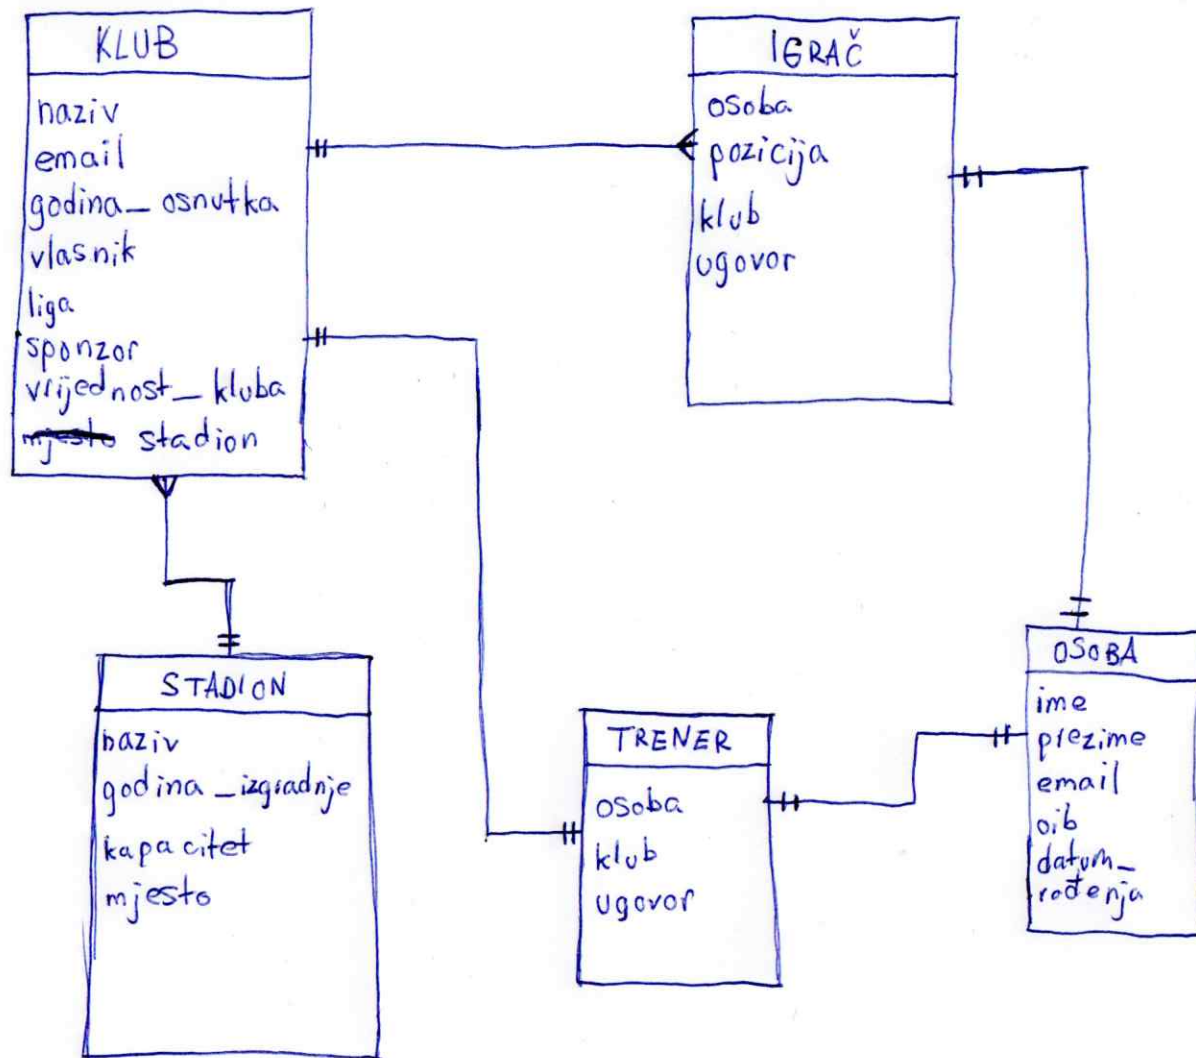 KLUB
naziv
email
godina_osnutka
vlasnik
liga
sponzor
vrijednost_kluba
mjesto stadion
IGRAČ
osoba
pozicija
klub
ugovor
STADION
naziv
godina_izgradnje
kapacitet
mjesto
TRENER
osoba
klub
ugovor
OSOBA
ime
prezime
email
oib
datum_
rođenja